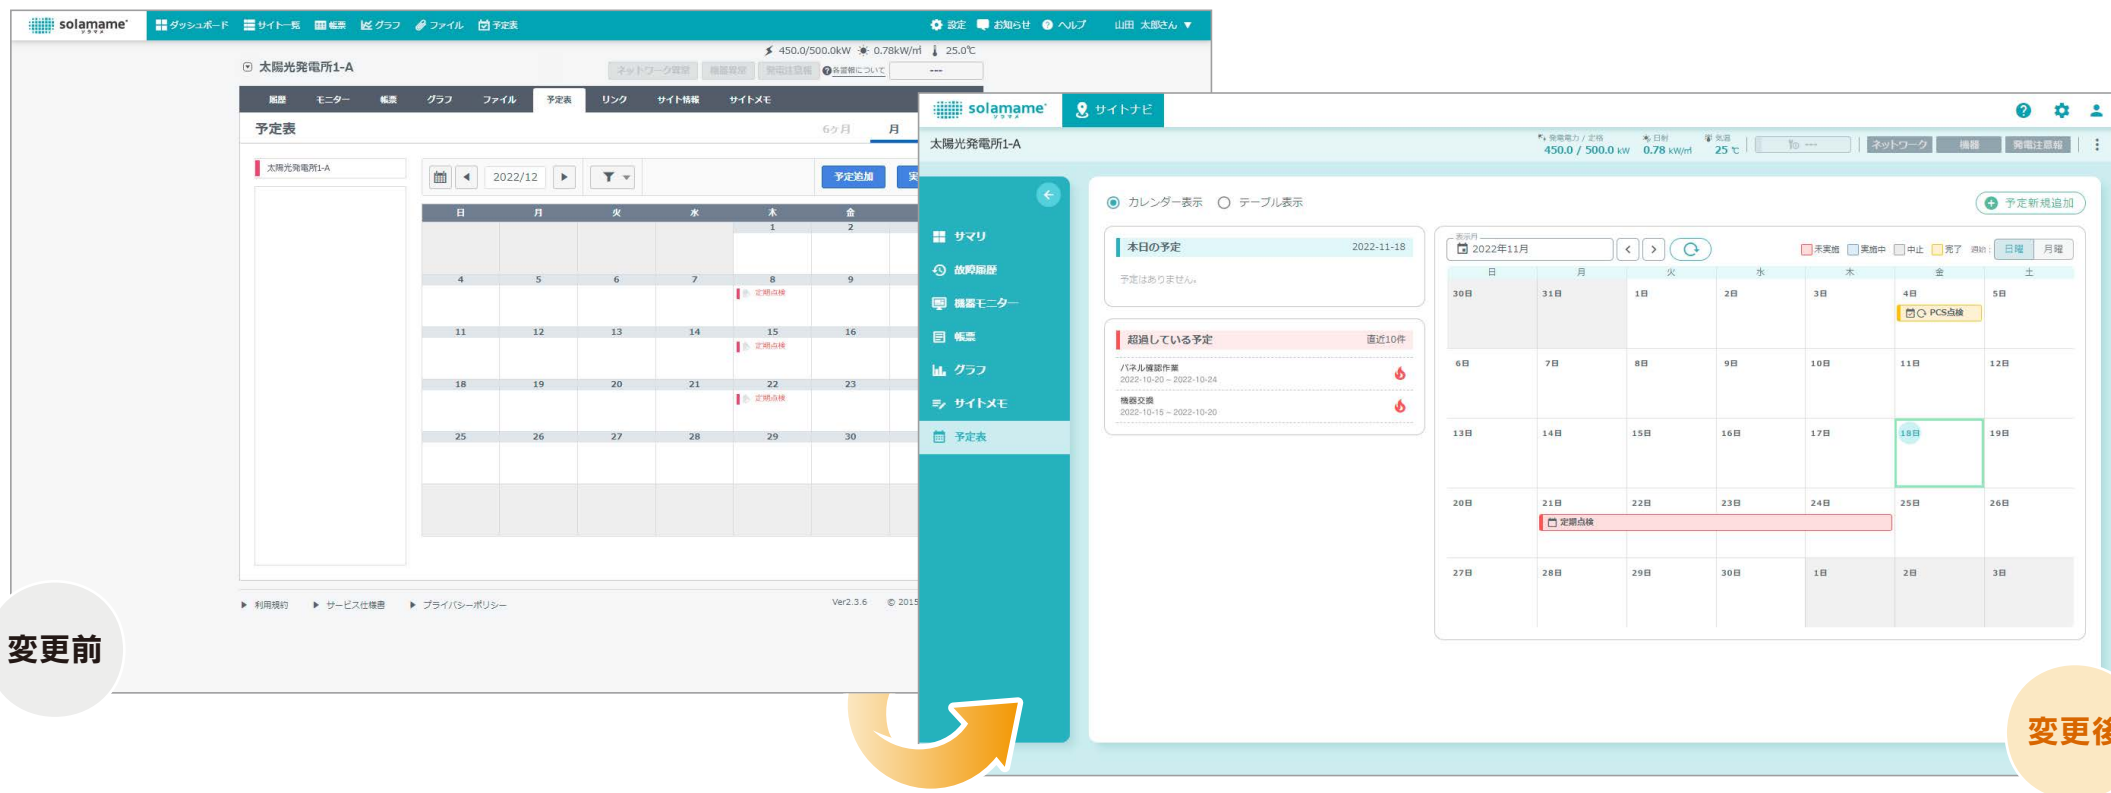 solamame
ソラマメ
ダッシュボード サイト一覧 帳票 グラフ ファイル 予定表
設定 お知らせ ヘルプ 山田 太郎さん ▼
450.0/500.0kW 0.78kW/㎡ 25.0℃
太陽光発電所1-A
ネットワーク異常 機器異常 発電注意報 各警報について ---
履歴 モニター 帳票 グラフ ファイル 予定表 リンク サイト情報 サイトメモ
予定表
6ヶ月 月
太陽光発電所1-A
2022/12
予定追加
日 月 火 水 木 金
1 2
4 5 6 7 8 9
定期点検
11 12 13 14 15 16
定期点検
18 19 20 21 22 23
定期点検
25 26 27 28 29 30
利用規約 サービス仕様書 プライバシーポリシー
Ver2.3.6 © 2015
変更前
solamame
ソラマメ
サイトナビ
太陽光発電所1-A
発電電力 / 定格 日射 気温
450.0 / 500.0 kW 0.78 kW/㎡ 25 ℃
---
ネットワーク 機器 発電注意報
サマリ
故障履歴
機器モニター
帳票
グラフ
サイトメモ
予定表
カレンダー表示 テーブル表示
予定新規追加
本日の予定 2022-11-18
予定はありません。
超過している予定 直近10件
パネル確認作業
2022-10-20 ~ 2022-10-24
機器交換
2022-10-15 ~ 2022-10-20
表示月
2022年11月
未実施 実施中 中止 完了 週始: 日曜 月曜
日 月 火 水 木 金 土
30日 31日 1日 2日 3日 4日 5日
PCS点検
6日 7日 8日 9日 10日 11日 12日
13日 14日 15日 16日 17日 18日 19日
20日 21日 22日 23日 24日 25日 26日
定期点検
27日 28日 29日 30日 1日 2日 3日
変更後